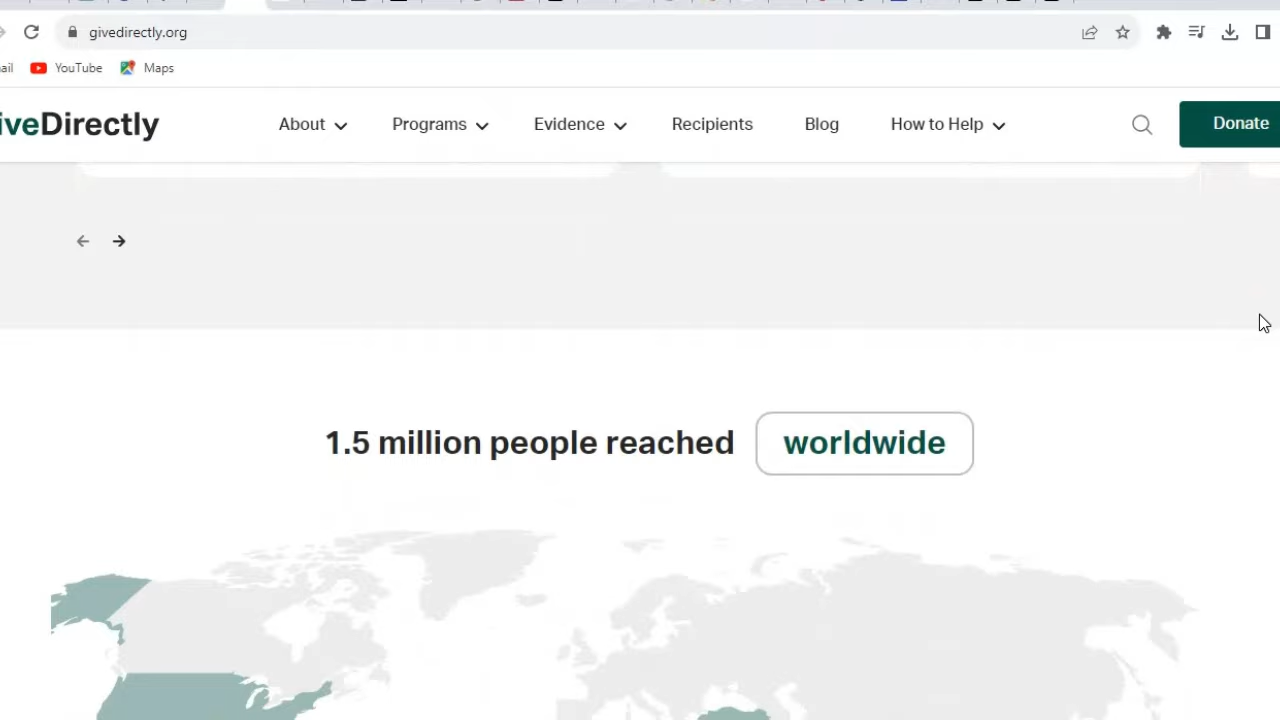 givedirectly.org
ail YouTube Maps
iveDirectly About Programs Evidence Recipients Blog How to Help Donate
1.5 million people reached worldwide